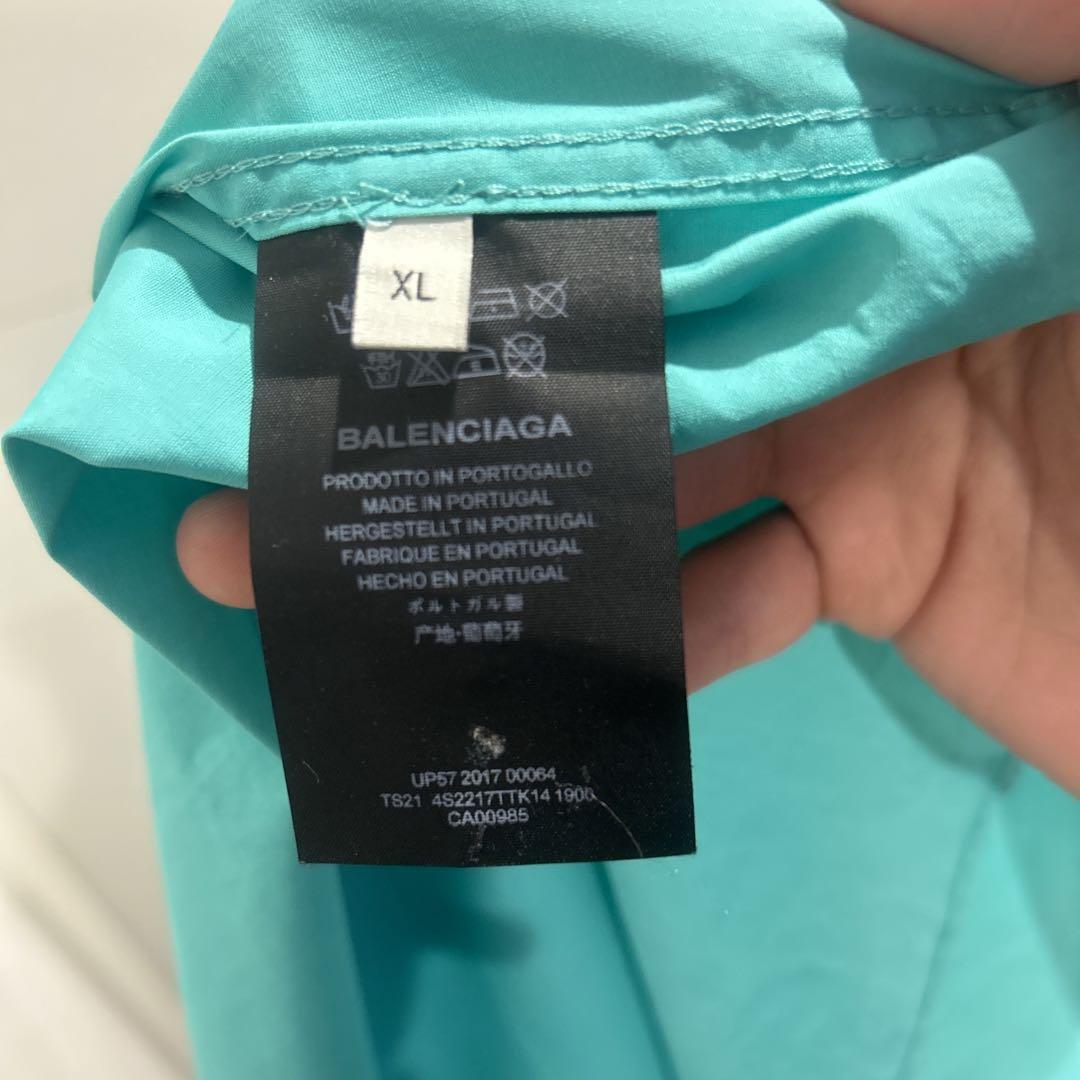 XL
BALENCIAGA
PRODOTTO IN PORTOGALLO
MADE IN PORTUGAL
HERGESTELLT IN PORTUGAL
FABRIQUE EN PORTUGAL
HECHO EN PORTUGAL
ポルトガル製
产地·葡萄牙
UP57 2017 00064
TS21 4S2217TTK14 1900
CA00985